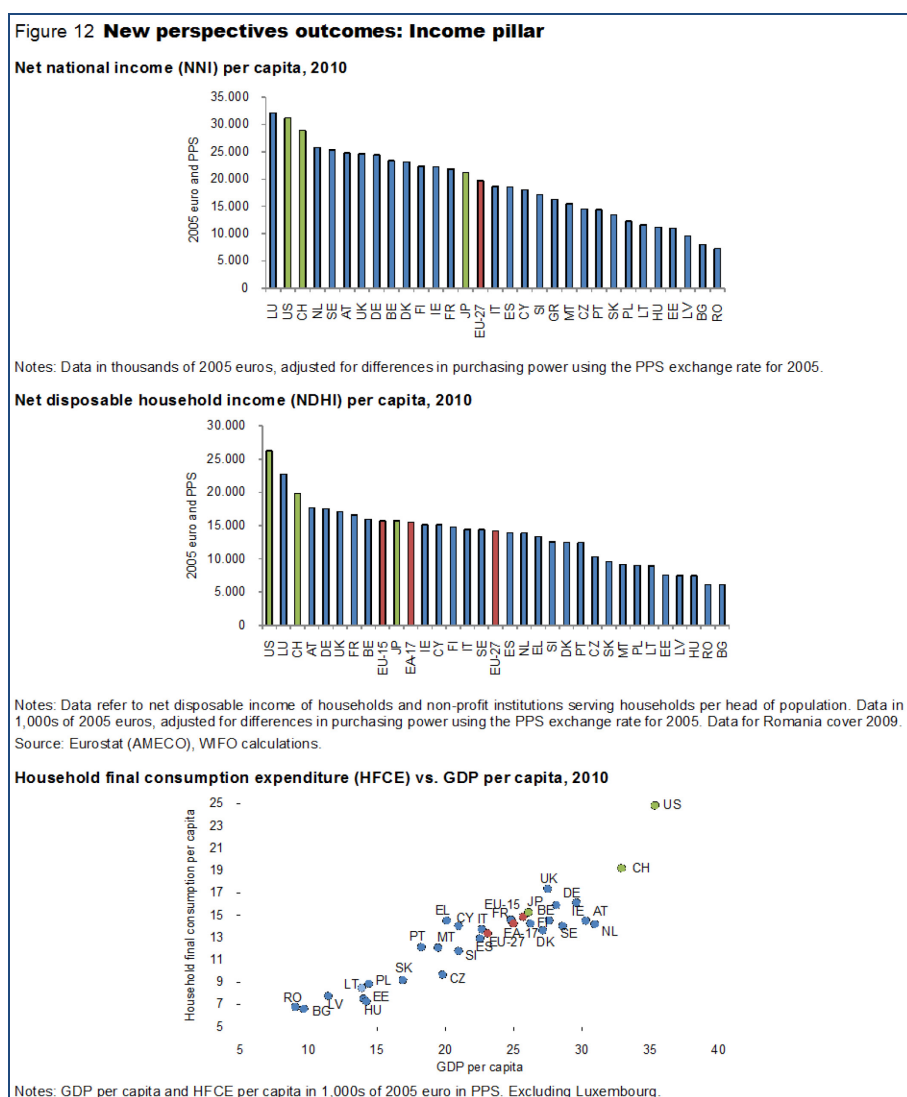 Figure 12 New perspectives outcomes: Income pillar
Net national income (NNI) per capita, 2010
35.000
30.000
25.000
20.000
15.000
10.000
5.000
0
2005 euro and PPS
LU US CH NL SE AT UK DE BE DK FI IE FR JP EU-27 IT ES CY SI GR MT CZ PT SK PL LT HU EE LV BG RO
Notes: Data in thousands of 2005 euros, adjusted for differences in purchasing power using the PPS exchange rate for 2005.
Net disposable household income (NDHI) per capita, 2010
30.000
25.000
20.000
15.000
10.000
5.000
0
2005 euro and PPS
US LU CH AT DE UK FR BE EU-15 JP EA-17 IE CY FI IT SE EU-27 ES NL EL SI DK PT CZ SK MT PL LT EE LV HU RO BG
Notes: Data refer to net disposable income of households and non-profit institutions serving households per head of population. Data in
1,000s of 2005 euros, adjusted for differences in purchasing power using the PPS exchange rate for 2005. Data for Romania cover 2009.
Source: Eurostat (AMECO), WIFO calculations.
Household final consumption expenditure (HFCE) vs. GDP per capita, 2010
25
23
21
19
17
15
13
11
9
7
5
Household final consumption per capita
US
CH
UK
DE
EU-15 JP
EL CY IT FR BE IE AT
FI
EA-17 SE NL
PT MT ES EU-27 DK
SI
SK CZ
LT PL
RO EE
BG LV HU
5 10 15 20 25 30 35 40
GDP per capita
Notes: GDP per capita and HFCE per capita in 1.000s of 2005 euro in PPS. Excluding Luxembourg.